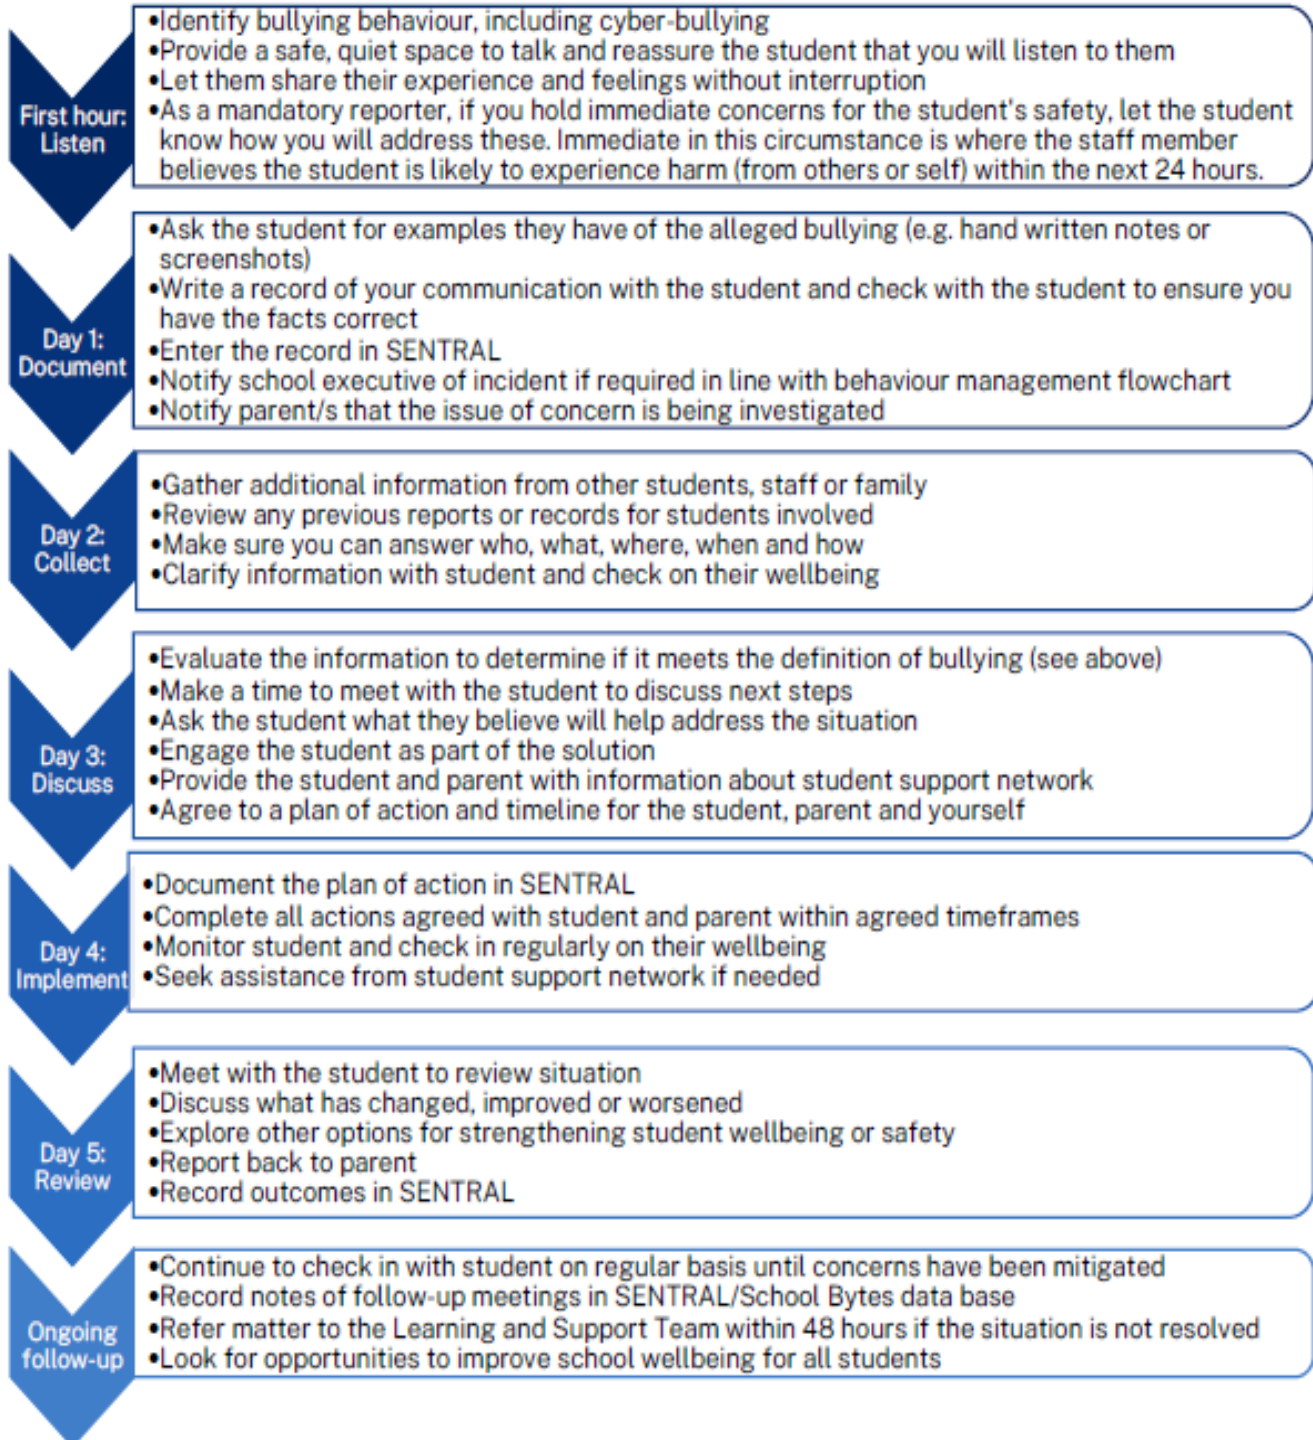 First hour:
Listen
•Identify bullying behaviour, including cyber-bullying
•Provide a safe, quiet space to talk and reassure the student that you will listen to them
•Let them share their experience and feelings without interruption
•As a mandatory reporter, if you hold immediate concerns for the student's safety, let the student
know how you will address these. Immediate in this circumstance is where the staff member
believes the student is likely to experience harm (from others or self) within the next 24 hours.
Day 1:
Document
•Ask the student for examples they have of the alleged bullying (e.g. hand written notes or
screenshots)
•Write a record of your communication with the student and check with the student to ensure you
have the facts correct
•Enter the record in SENTRAL
•Notify school executive of incident if required in line with behaviour management flowchart
•Notify parent/s that the issue of concern is being investigated
Day 2:
Collect
•Gather additional information from other students, staff or family
•Review any previous reports or records for students involved
•Make sure you can answer who, what, where, when and how
•Clarify information with student and check on their wellbeing
Day 3:
Discuss
•Evaluate the information to determine if it meets the definition of bullying (see above)
•Make a time to meet with the student to discuss next steps
•Ask the student what they believe will help address the situation
•Engage the student as part of the solution
•Provide the student and parent with information about student support network
•Agree to a plan of action and timeline for the student, parent and yourself
Day 4:
Implement
•Document the plan of action in SENTRAL
•Complete all actions agreed with student and parent within agreed timeframes
•Monitor student and check in regularly on their wellbeing
•Seek assistance from student support network if needed
Day 5:
Review
•Meet with the student to review situation
•Discuss what has changed, improved or worsened
•Explore other options for strengthening student wellbeing or safety
•Report back to parent
•Record outcomes in SENTRAL
Ongoing
follow-up
•Continue to check in with student on regular basis until concerns have been mitigated
•Record notes of follow-up meetings in SENTRAL/School Bytes data base
•Refer matter to the Learning and Support Team within 48 hours if the situation is not resolved
•Look for opportunities to improve school wellbeing for all students